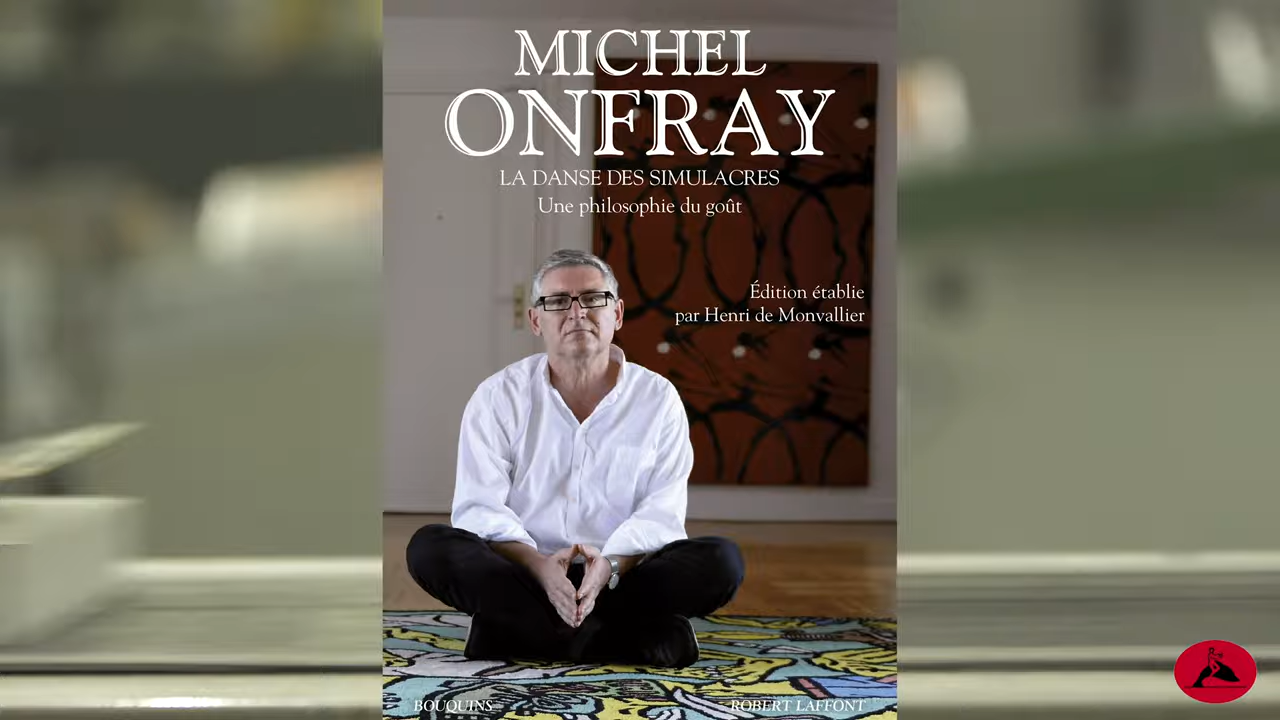 MICHEL
ONFRAY
LA DANSE DES SIMULACRES
Une philosophie du goût
Édition établie
par Henri de Monvallier
BOUQUINS
ROBERT LAFFONT